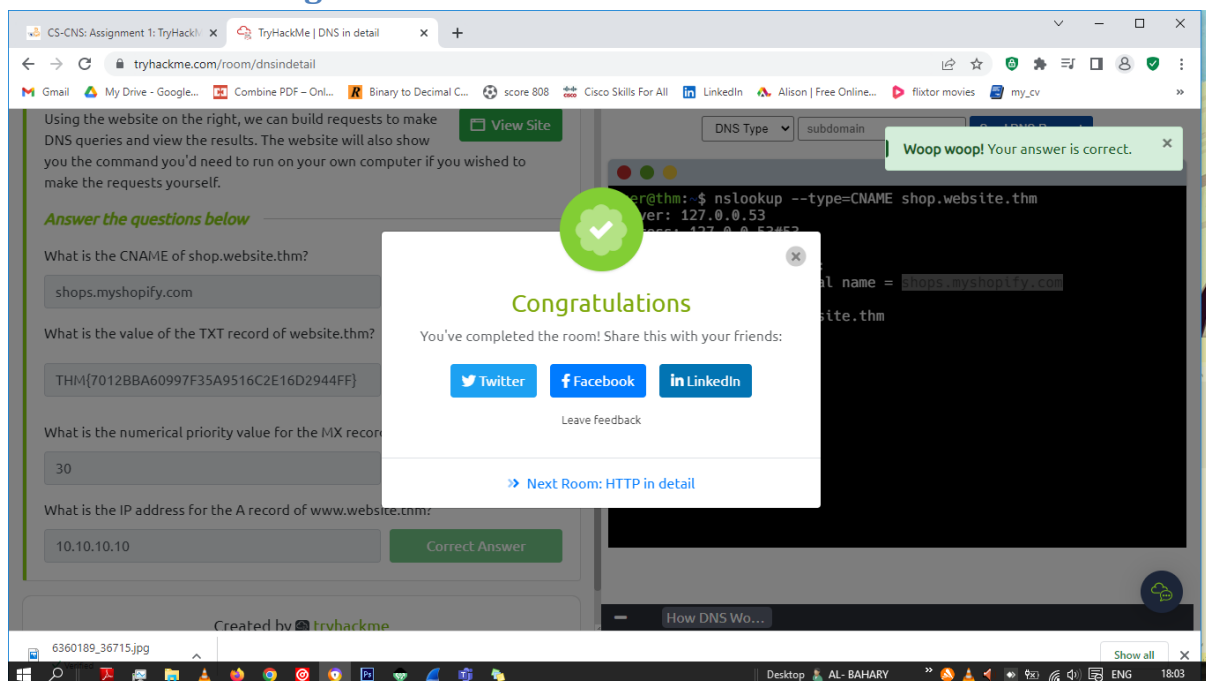 CS-CNS: Assignment 1: TryHackM
TryHackMe | DNS in detail
tryhackme.com/room/dnsindetail
Gmail
My Drive - Google...
Combine PDF – Onl...
Binary to Decimal C...
score 808
Cisco Skills For All
LinkedIn
Alison | Free Online...
flixtor movies
my_cv
Using the website on the right, we can build requests to make
DNS queries and view the results. The website will also show
you the command you'd need to run on your own computer if you wished to
make the requests yourself.
View Site
Answer the questions below
What is the CNAME of shop.website.thm?
shops.myshopify.com
What is the value of the TXT record of website.thm?
THM{7012BBA60997F35A9516C2E16D2944FF}
What is the numerical priority value for the MX recor
30
What is the IP address for the A record of www.website.thm?
10.10.10.10
Correct Answer
Created by tryhackme
DNS Type
subdomain
Woop woop! Your answer is correct.
er@thm:~$ nslookup --type=CNAME shop.website.thm
ver: 127.0.0.53
ress: 127.0.0.53#53
al name = shops.myshopify.com
site.thm
Congratulations
You've completed the room! Share this with your friends:
Twitter
Facebook
LinkedIn
Leave feedback
Next Room: HTTP in detail
How DNS Wo...
6360189_36715.jpg
Show all
Desktop
AL- BAHARY
ENG
18:03